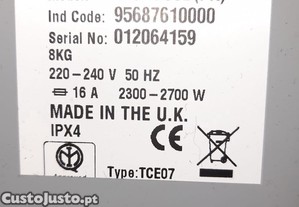 Ind Code: 95687610000
Serial No: 012064159
8KG
220-240 V 50 HZ
16 A 2300-2700 W
MADE IN THE U.K.
IPX4
CE
Type: TCE07
CustoJusto.pt